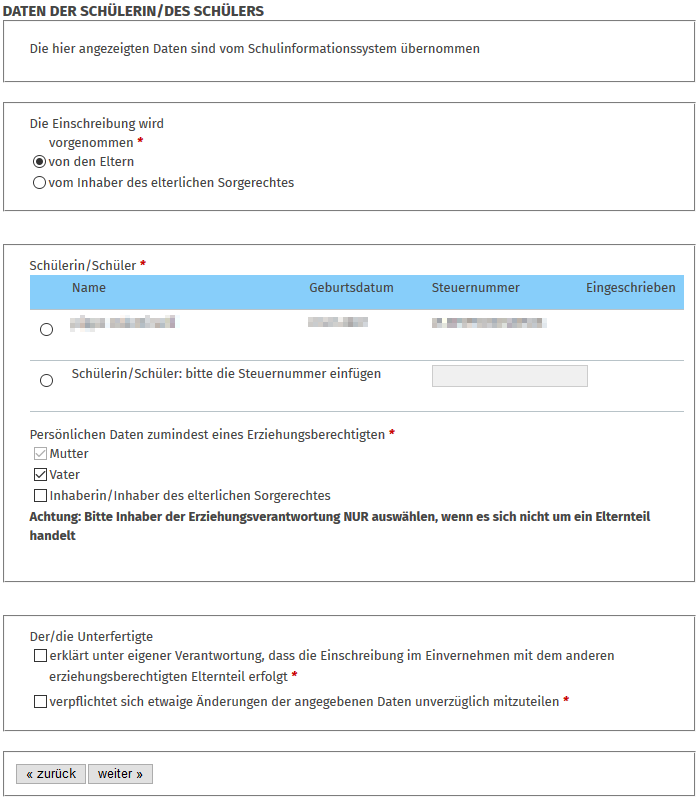 DATEN DER SCHÜLERIN/DES SCHÜLERS
Die hier angezeigten Daten sind vom Schulinformationssystem übernommen
Die Einschreibung wird
vorgenommen *
von den Eltern
vom Inhaber des elterlichen Sorgerechtes
Schülerin/Schüler *
Name Geburtsdatum Steuernummer Eingeschrieben
Schülerin/Schüler: bitte die Steuernummer einfügen
Persönlichen Daten zumindest eines Erziehungsberechtigten *
Mutter
Vater
Inhaberin/Inhaber des elterlichen Sorgerechtes
Achtung: Bitte Inhaber der Erziehungsverantwortung NUR auswählen, wenn es sich nicht um ein Elternteil
handelt
Der/die Unterfertigte
erklärt unter eigener Verantwortung, dass die Einschreibung im Einvernehmen mit dem anderen
erziehungsberechtigten Elternteil erfolgt *
verpflichtet sich etwaige Änderungen der angegebenen Daten unverzüglich mitzuteilen *
« zurück weiter »